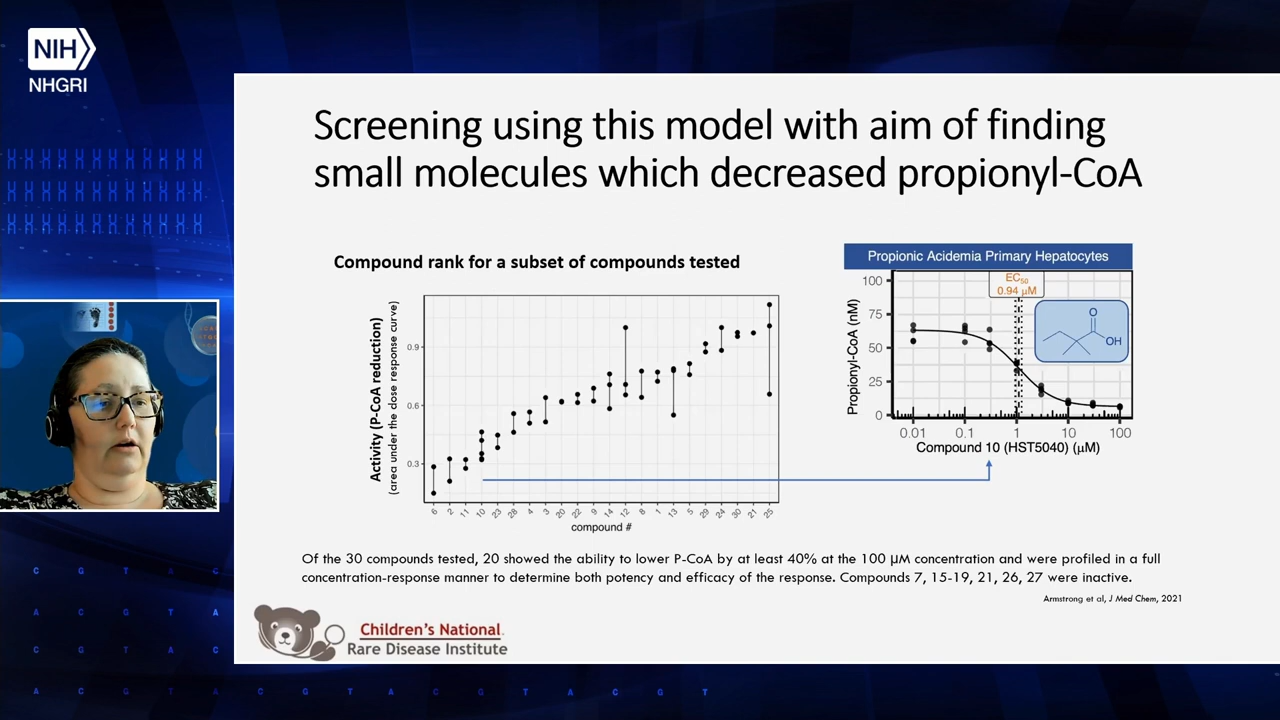 NIH
NHGRI
Screening using this model with aim of finding
small molecules which decreased propionyl-CoA
Compound rank for a subset of compounds tested
Activity (P-CoA reduction)
(area under the dose response curve)
0.9
0.6
0.3
6 2 11 10 23 28 4 3 20 22 9 14 12 8 1 13 5 29 24 30 21 25
compound #
Propionic Acidemia Primary Hepatocytes
EC50
0.94 µM
O
OH
Propionyl-CoA (nM)
100
75
50
25
0
0.01 0.1 1 10 100
Compound 10 (HST5040) (µM)
Of the 30 compounds tested, 20 showed the ability to lower P-CoA by at least 40% at the 100 µM concentration and were profiled in a full
concentration-response manner to determine both potency and efficacy of the response. Compounds 7, 15-19, 21, 26, 27 were inactive.
Armstrong et al, J Med Chem, 2021
Children's National.
Rare Disease Institute
C G T A C
A C G T A
C G T A C
A C G T A C G T A C G T A C G T